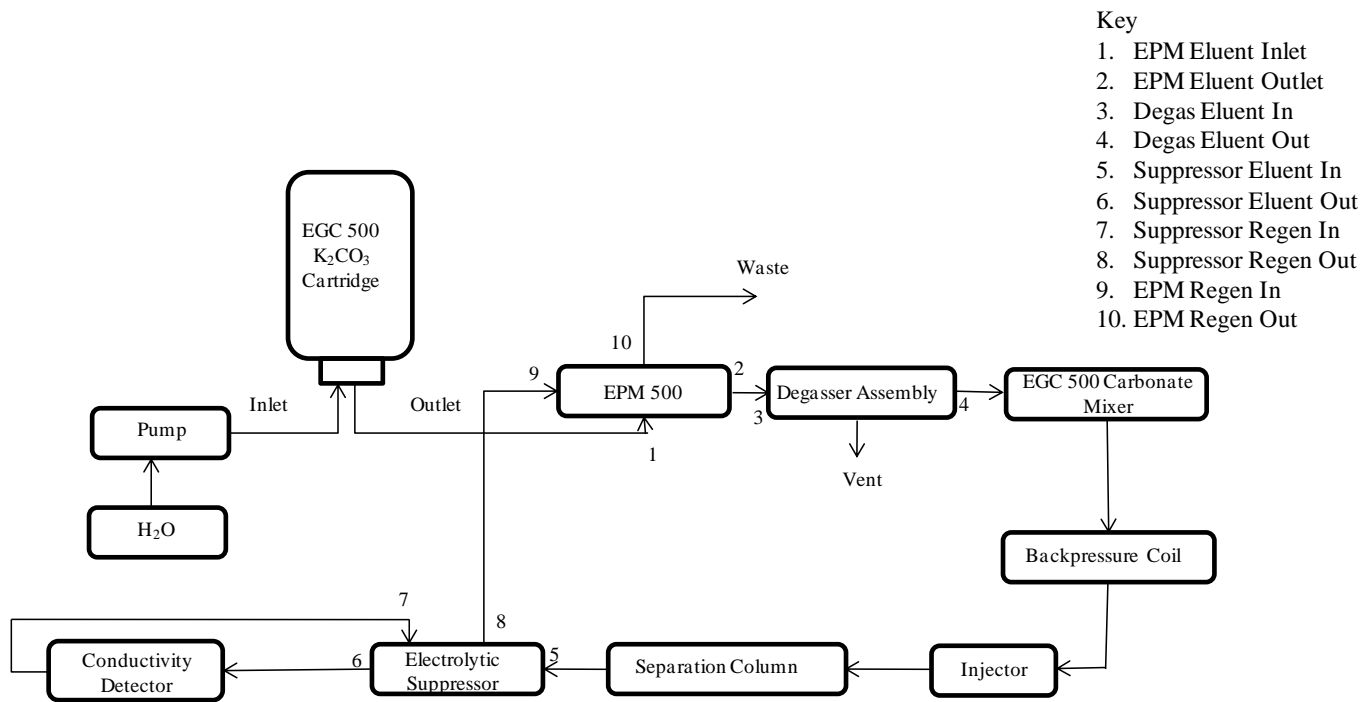 Key
1. EPM Eluent Inlet
2. EPM Eluent Outlet
3. Degas Eluent In
4. Degas Eluent Out
5. Suppressor Eluent In
6. Suppressor Eluent Out
7. Suppressor Regen In
8. Suppressor Regen Out
9. EPM Regen In
10. EPM Regen Out
EGC 500
K₂CO₃
Cartridge
Waste
10
9
2
EPM 500
Degasser Assembly
EGC 500 Carbonate
Mixer
Inlet
Outlet
3
4
Pump
1
Vent
H₂O
Backpressure Coil
7
8
Conductivity
Detector
6
Electrolytic
Suppressor
5
Separation Column
Injector